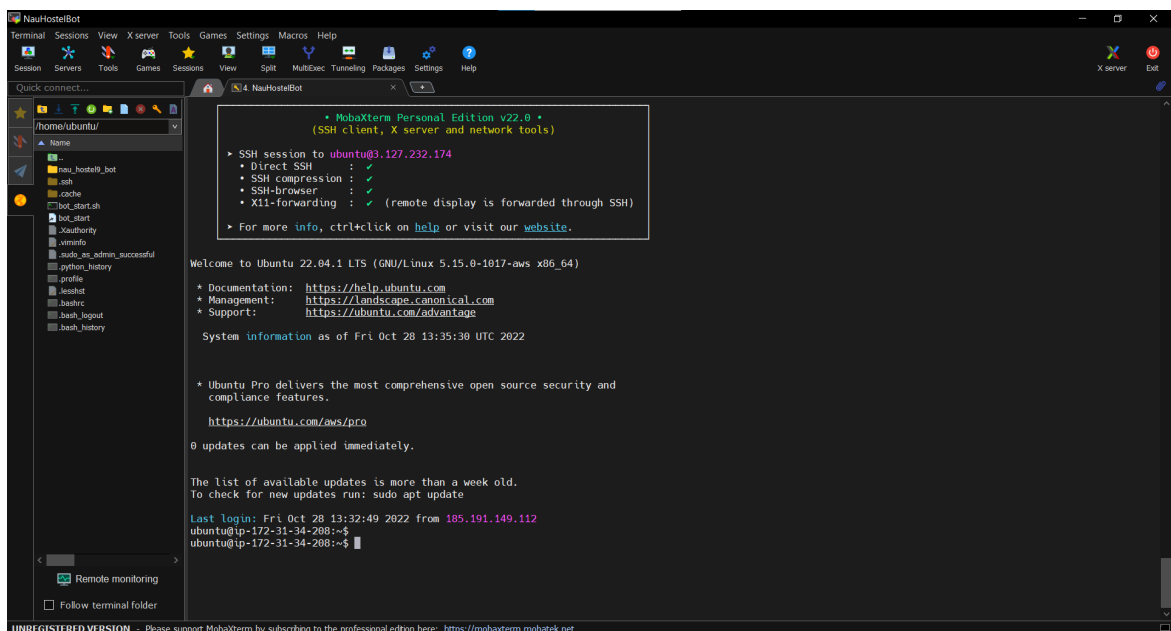 NauHostelBot
Terminal Sessions View X server Tools Games Settings Macros Help
Session Servers Tools Games Sessions View Split MultiExec Tunneling Packages Settings Help X server Exit
Quick connect...
4. NauHostelBot
/home/ubuntu/
Name
..
nau_hostel9_bot
.ssh
.cache
bot_start.sh
bot_start
.Xauthority
.viminfo
.sudo_as_admin_successful
.python_history
.profile
.lesshst
.bashrc
.bash_logout
.bash_history
Remote monitoring
Follow terminal folder
• MobaXterm Personal Edition v22.0 •
(SSH client, X server and network tools)
➤ SSH session to ubuntu@3.127.232.174
• Direct SSH : ✔
• SSH compression : ✔
• SSH-browser : ✔
• X11-forwarding : ✔ (remote display is forwarded through SSH)
➤ For more info, ctrl+click on help or visit our website.
Welcome to Ubuntu 22.04.1 LTS (GNU/Linux 5.15.0-1017-aws x86_64)
* Documentation: https://help.ubuntu.com
* Management: https://landscape.canonical.com
* Support: https://ubuntu.com/advantage
System information as of Fri Oct 28 13:35:30 UTC 2022
* Ubuntu Pro delivers the most comprehensive open source security and
compliance features.
https://ubuntu.com/aws/pro
0 updates can be applied immediately.
The list of available updates is more than a week old.
To check for new updates run: sudo apt update
Last login: Fri Oct 28 13:32:49 2022 from 185.191.149.112
ubuntu@ip-172-31-34-208:~$
ubuntu@ip-172-31-34-208:~$
UNREGISTERED VERSION - Please support MobaXterm by subscribing to the professional edition here: https://mobaxterm.mobatek.net